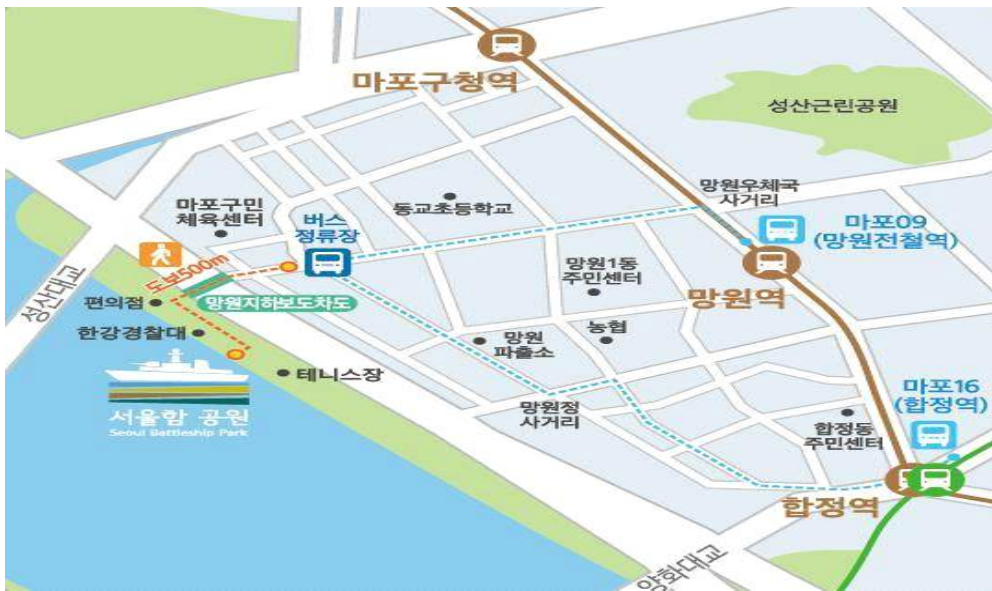 마포구청역
성산근린공원
마포구민
체육센터
버스
정류장
동교초등학교
망원우체국
사거리
마포09
(망원전철역)
망원1동
주민센터
망원역
도보500m
성산대교
편의점
망원지하보도차도
한강경찰대
망원
파출소
농협
테니스장
서울함 공원
Seoul Battleship Park
망원정
사거리
합정동
주민센터
마포16
(합정역)
합정역
양화대교